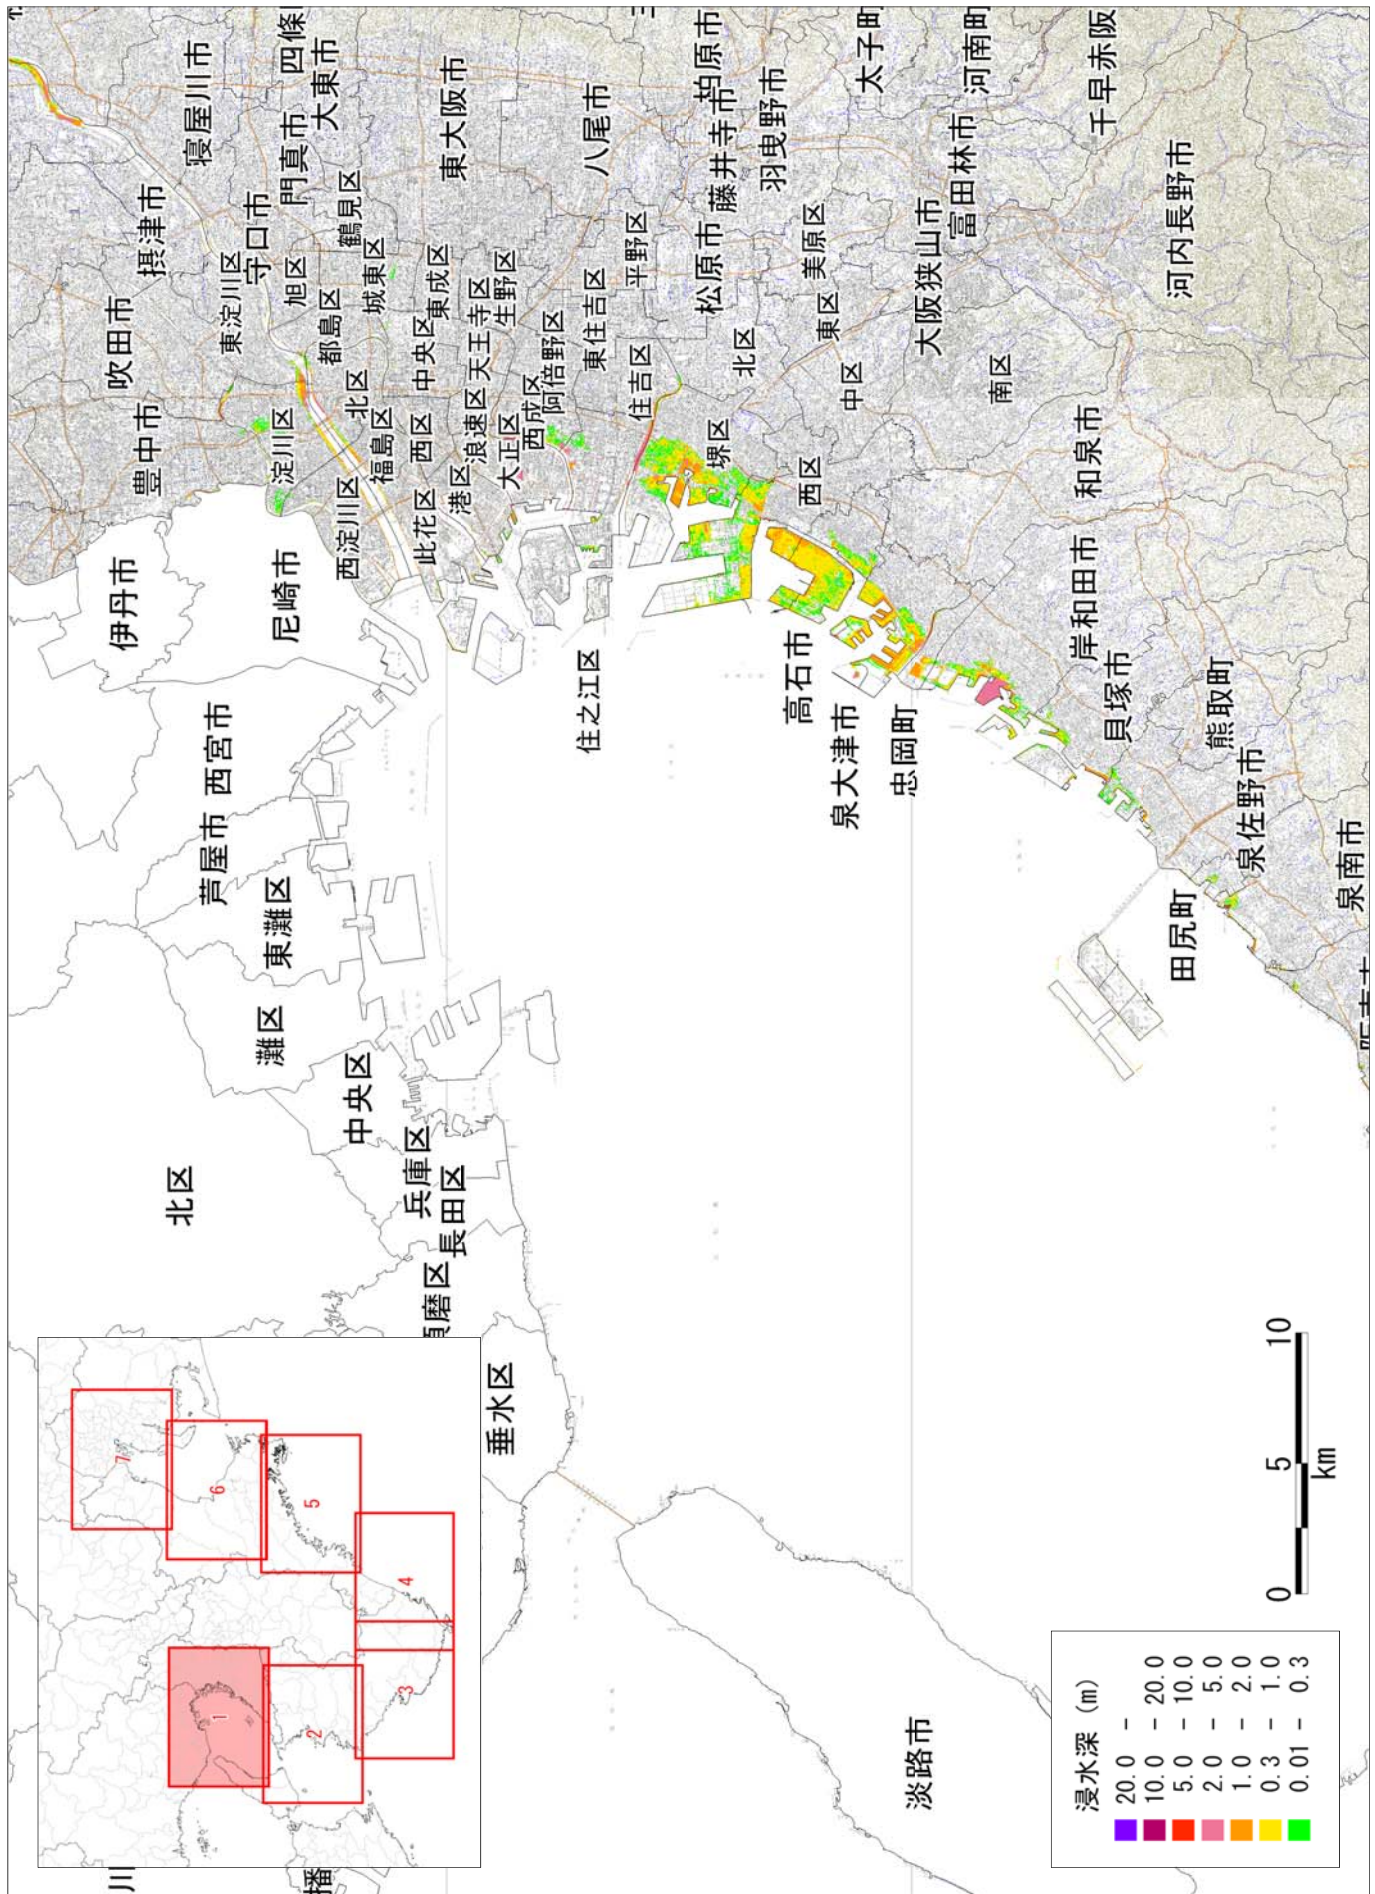 寝屋川市
四條
大東市
門真市
鶴見区
東大阪市
八尾市
柏原市
藤井寺市
羽曳野市
太子町
河南町
千早赤阪
富田林市
河内長野市
摂津市
守口市
東淀川区
旭区
都島区
城東区
東成区
中央区
天王寺区
生野区
平野区
東住吉区
阿倍野区
松原市
美原区
北区
東区
中区
大阪狭山市
南区
吹田市
豊中市
淀川区
北区
福島区
西区
浪速区
西成区
大正区
住吉区
堺区
西区
和泉市
西淀川区
此花区
港区
伊丹市
尼崎市
住之江区
高石市
泉大津市
忠岡町
岸和田市
貝塚市
熊取町
泉佐野市
泉南市
田尻町
西宮市
芦屋市
東灘区
灘区
中央区
兵庫区
長田区
北区
須磨区
垂水区
淡路市
川
播
1
2
3
4
5
6
7
0 5 10
km
浸水深 (m)
20.0 -
10.0 - 20.0
5.0 - 10.0
2.0 - 5.0
1.0 - 2.0
0.3 - 1.0
0.01 - 0.3